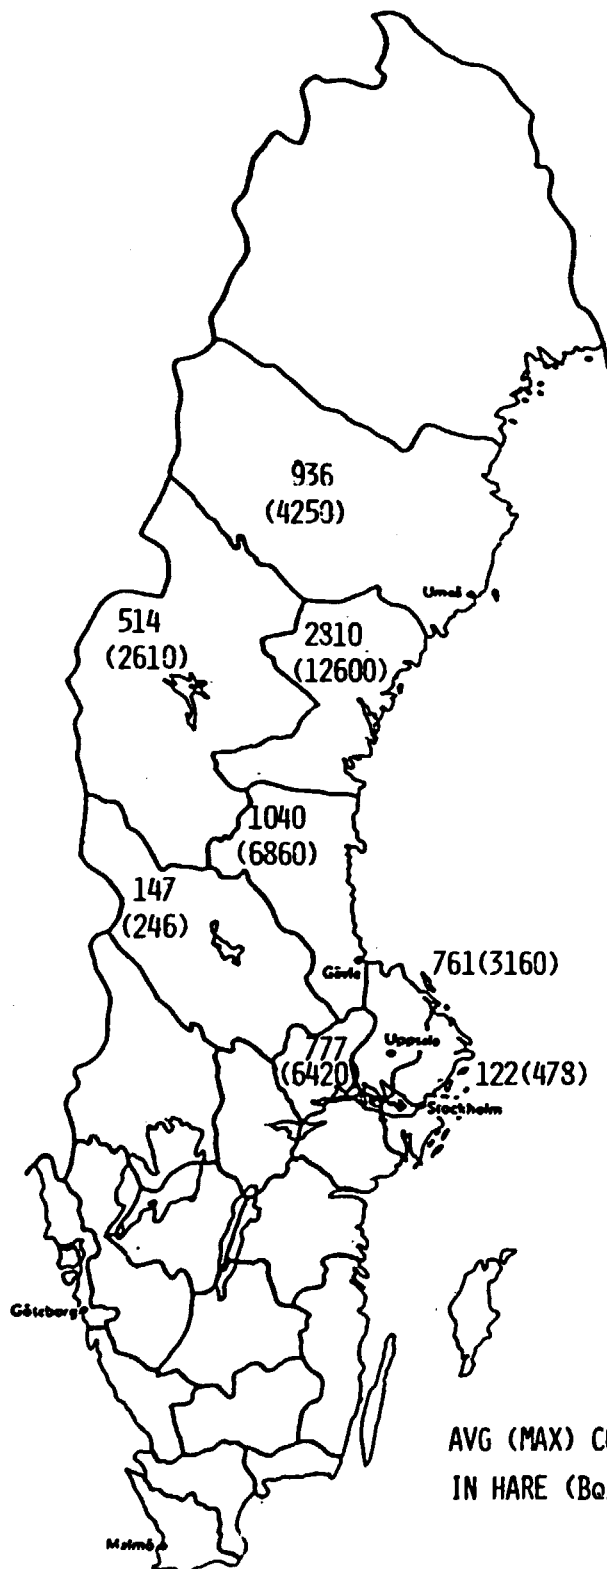 936
(4250)
Umeå
514
(2610)
2810
(12600)
1040
(6860)
147
(246)
Gävle
761(3160)
777
(6420)
Uppsala
122(478)
Stockholm
Göteborg
AVG (MAX)
IN HARE (Bq
Malmö